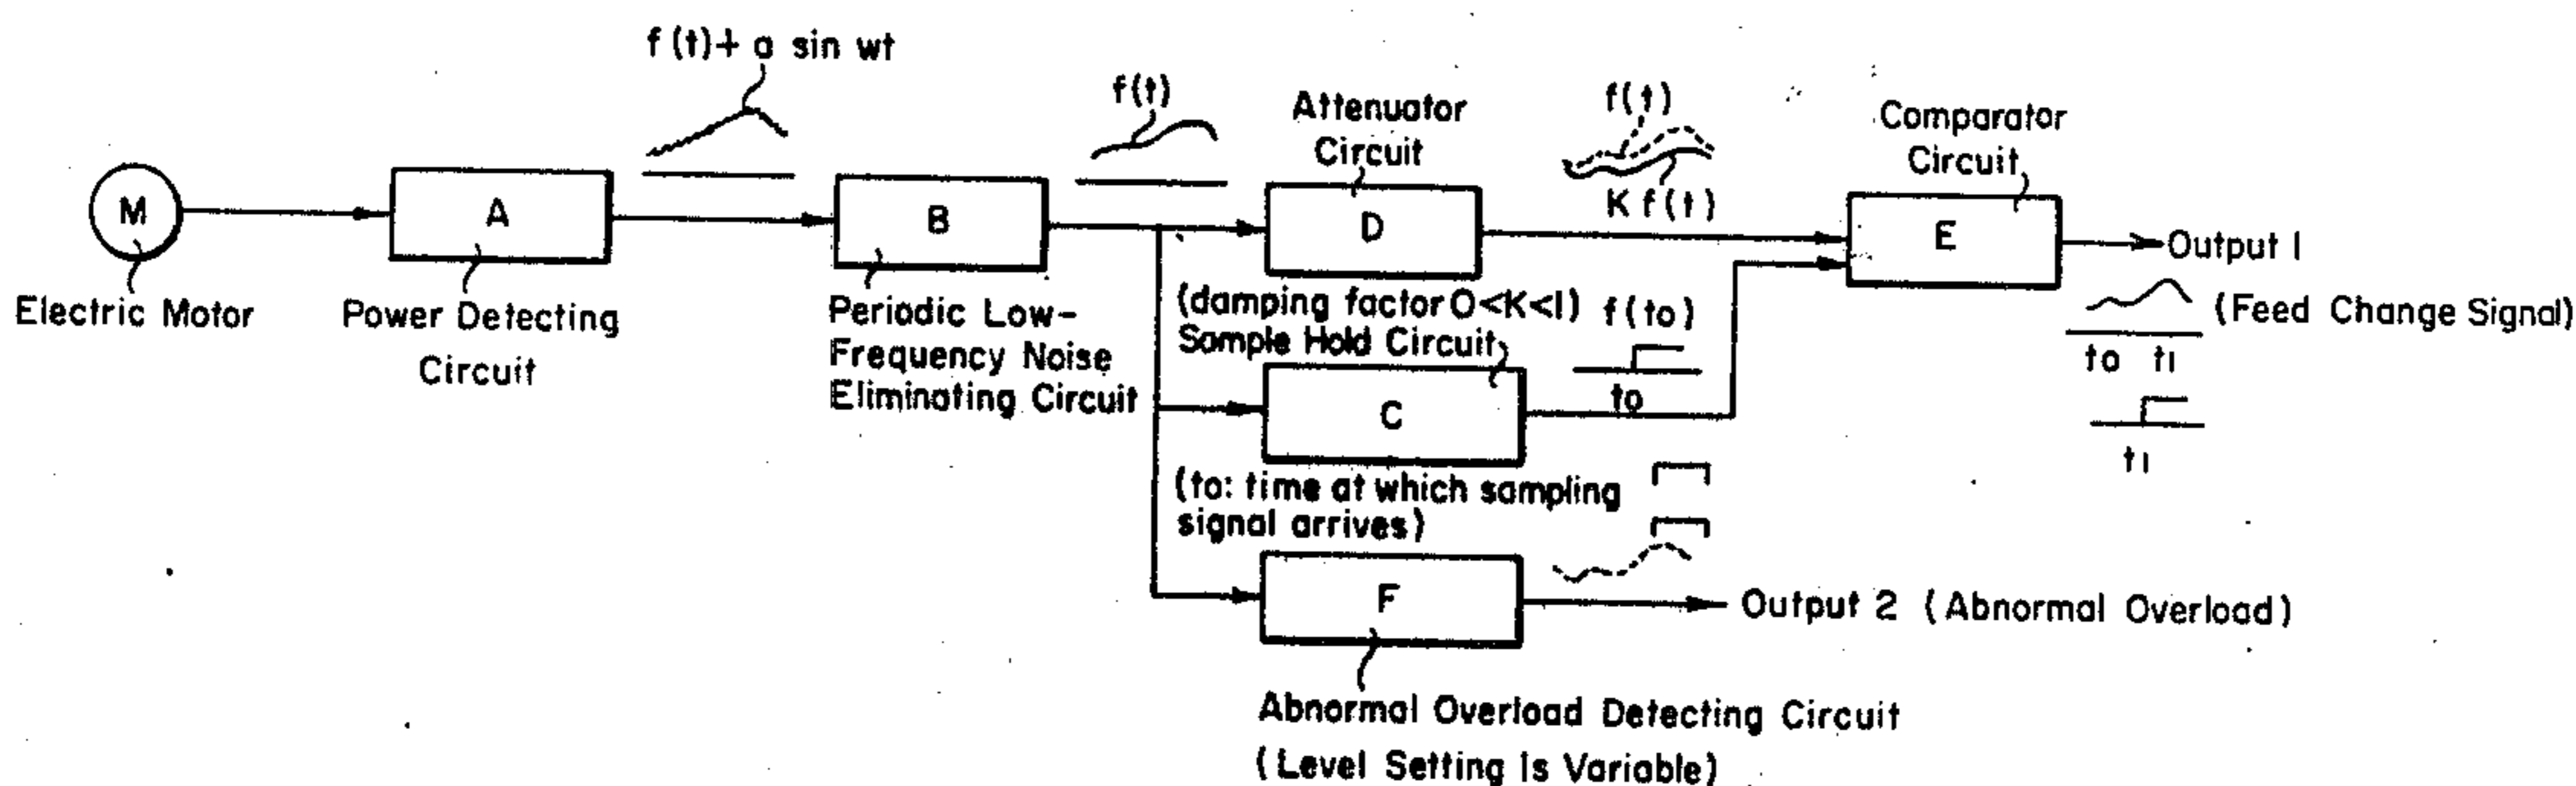 f(t)+ a sin wt
f(t)
Attenuator
Circuit
f(t)
K f(t)
Comparator
Circuit
M
A
B
D
E
Output 1
Electric Motor
Power Detecting
Circuit
Periodic Low-
Frequency Noise
Eliminating Circuit
(damping factor 0<K<1)
Sample Hold Circuit
f(to)
to
(Feed Change Signal)
to t1
t1
C
(to: time at which sampling
signal arrives)
F
Output 2 (Abnormal Overload)
Abnormal Overload Detecting Circuit
(Level Setting Is Variable)